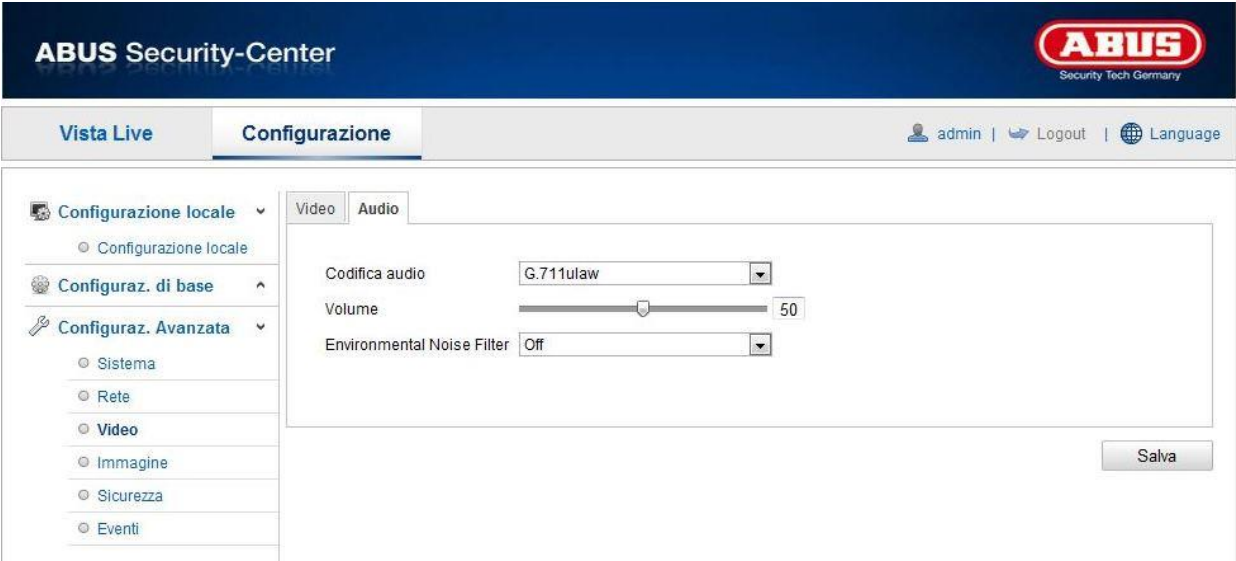 ABUS Security-Center
ABUS
Security Tech Germany
Vista Live
Configurazione
admin | Logout | Language
Configurazione locale
Configurazione locale
Configuraz. di base
Configuraz. Avanzata
Sistema
Rete
Video
Immagine
Sicurezza
Eventi
Video Audio
Codifica audio G.711ulaw
Volume 50
Environmental Noise Filter Off
Salva